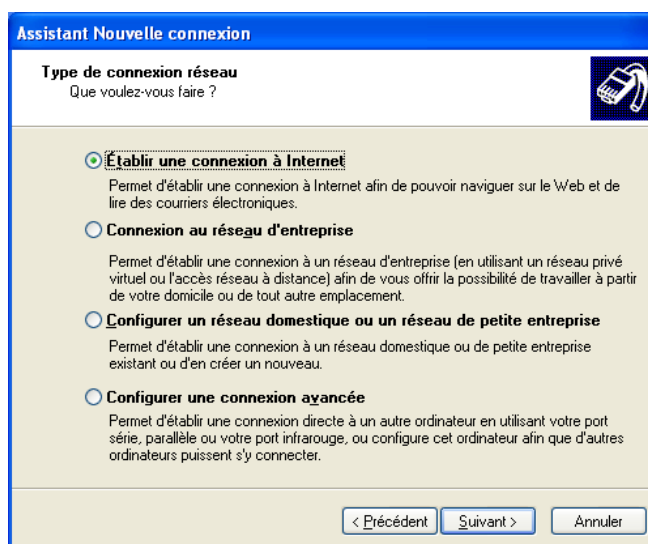 Assistant Nouvelle connexion
Type de connexion réseau
Que voulez-vous faire ?
Établir une connexion à Internet
Permet d'établir une connexion à Internet afin de pouvoir naviguer sur le Web et de
lire des courriers électroniques.
Connexion au réseau d'entreprise
Permet d'établir une connexion à un réseau d'entreprise (en utilisant un réseau privé
virtuel ou l'accès réseau à distance) afin de vous offrir la possibilité de travailler à partir
de votre domicile ou de tout autre emplacement.
Configurer un réseau domestique ou un réseau de petite entreprise
Permet d'établir une connexion à un réseau domestique ou de petite entreprise
existant ou d'en créer un nouveau.
Configurer une connexion avancée
Permet d'établir une connexion directe à un autre ordinateur en utilisant votre port
série, parallèle ou votre port infrarouge, ou configure cet ordinateur afin que d'autres
ordinateurs puissent s'y connecter.
< Précédent Suivant > Annuler